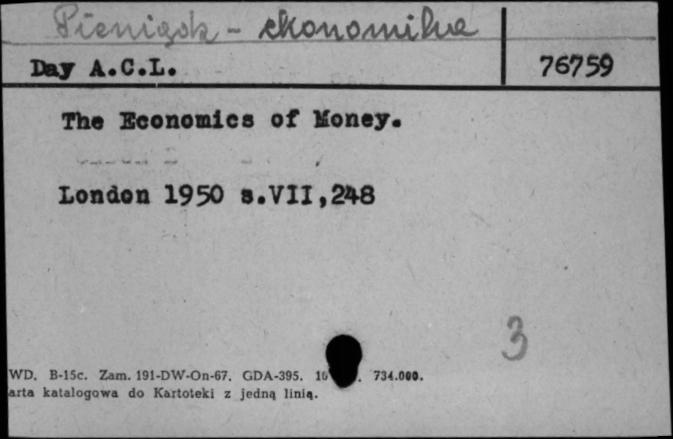 Pieniądz - ekonomika
Day A.C.L.
76759
The Economics of Money.
London 1950 s.VII,248
3
WD. B-15c. Zam. 191-DW-On-67. GDA-395. 734.000.
arta katalogowa do Kartoteki z jedną linią.